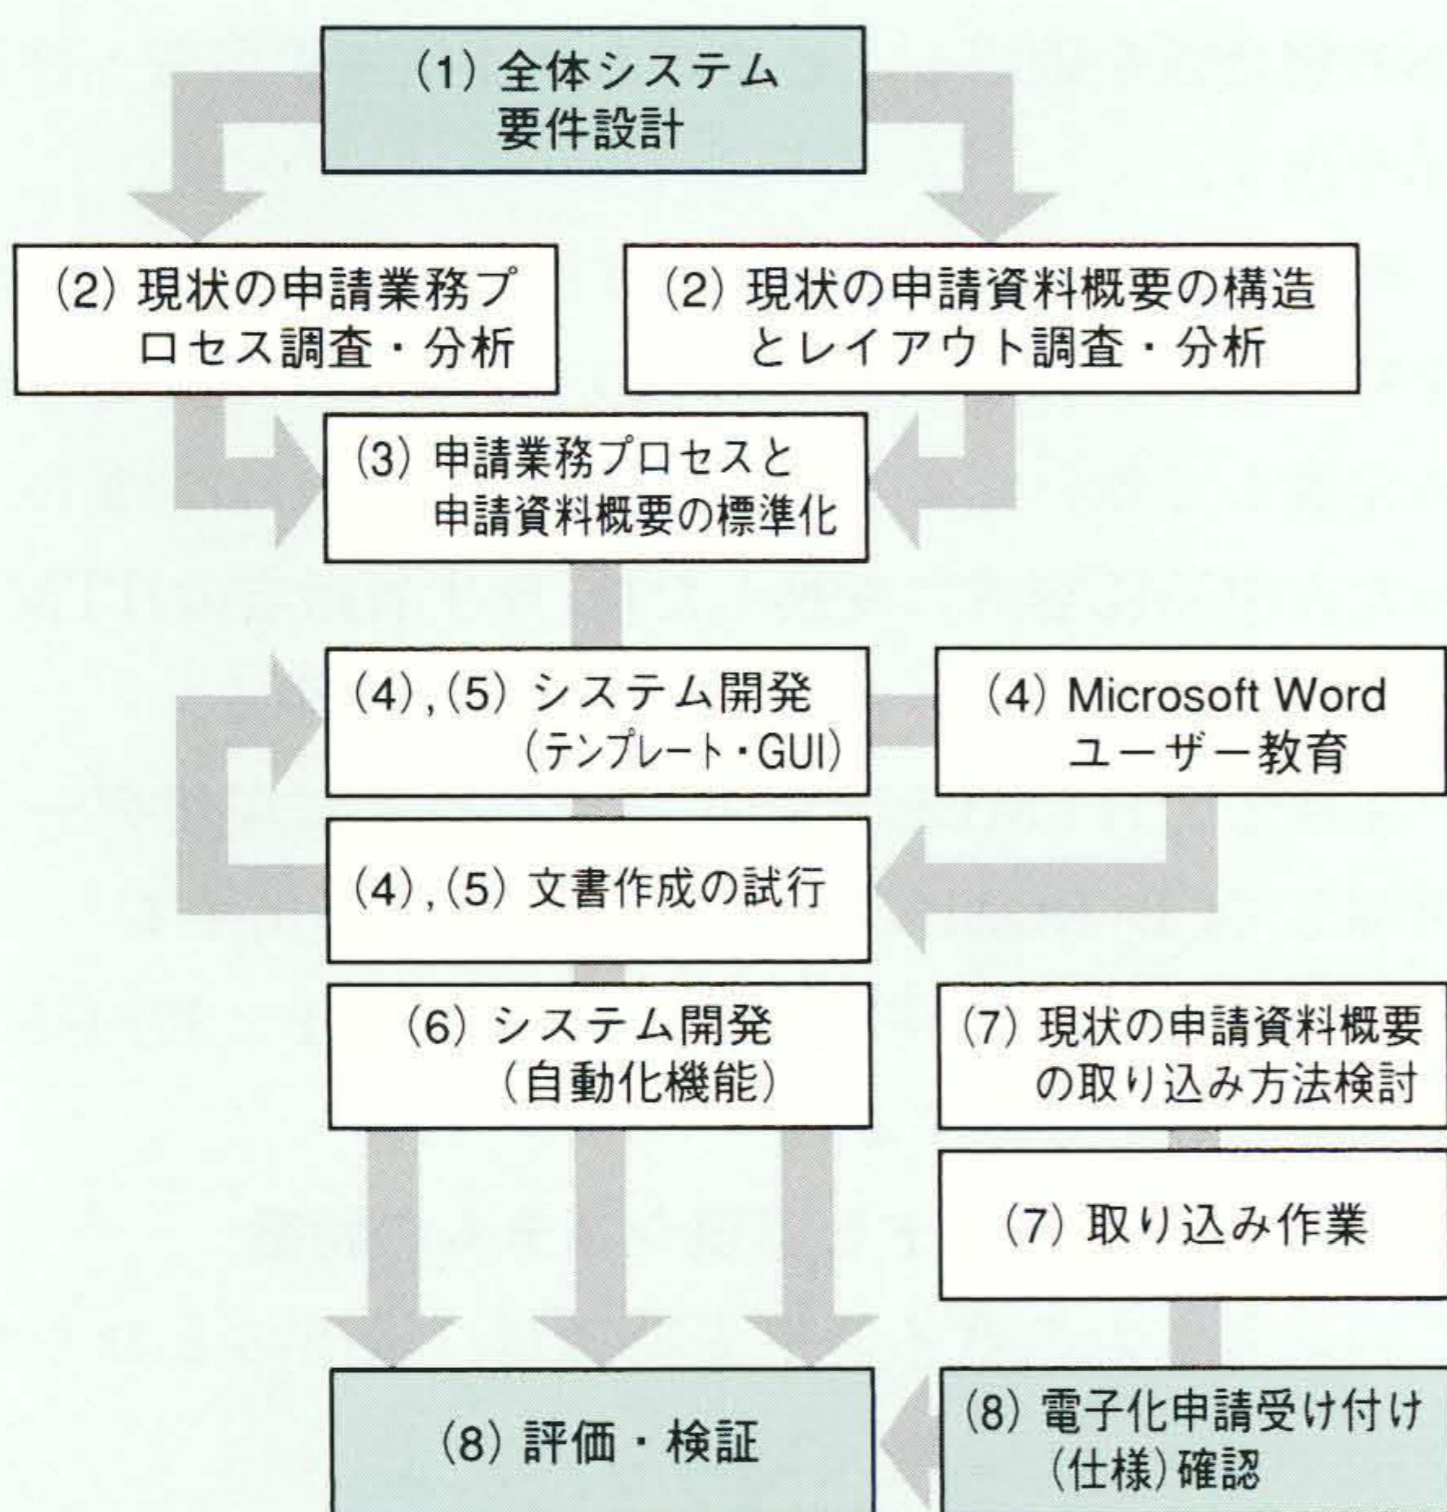 (1) 全体システム
要件設計
(2) 現状の申請業務プ
ロセス調査・分析
(2) 現状の申請資料概要の構造
とレイアウト調査・分析
(3) 申請業務プロセスと
申請資料概要の標準化
(4),(5) システム開発
(テンプレート・GUI)
(4) Microsoft Word
ユーザー教育
(4),(5) 文書作成の試行
(6) システム開発
(自動化機能)
(7) 現状の申請資料概要
の取り込み方法検討
(7) 取り込み作業
(8) 評価・検証
(8) 電子化申請受け付け
(仕様)確認